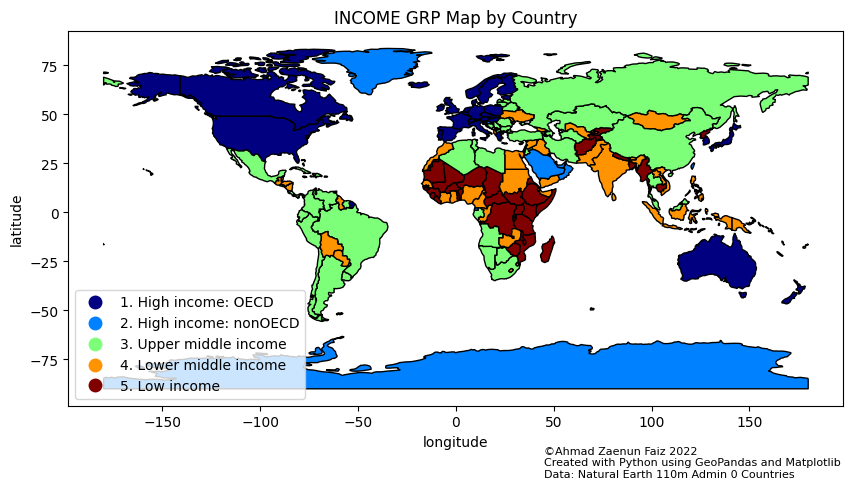 INCOME GRP Map by Country
75
50
25
0
−25
−50
−75
latitude
1. High income: OECD
2. High income: nonOECD
3. Upper middle income
4. Lower middle income
5. Low income
−150
−100
−50
0
50
100
150
longitude
©Ahmad Zaenun Faiz 2022
Created with Python using GeoPandas and Matplotlib
Data: Natural Earth 110m Admin 0 Countries